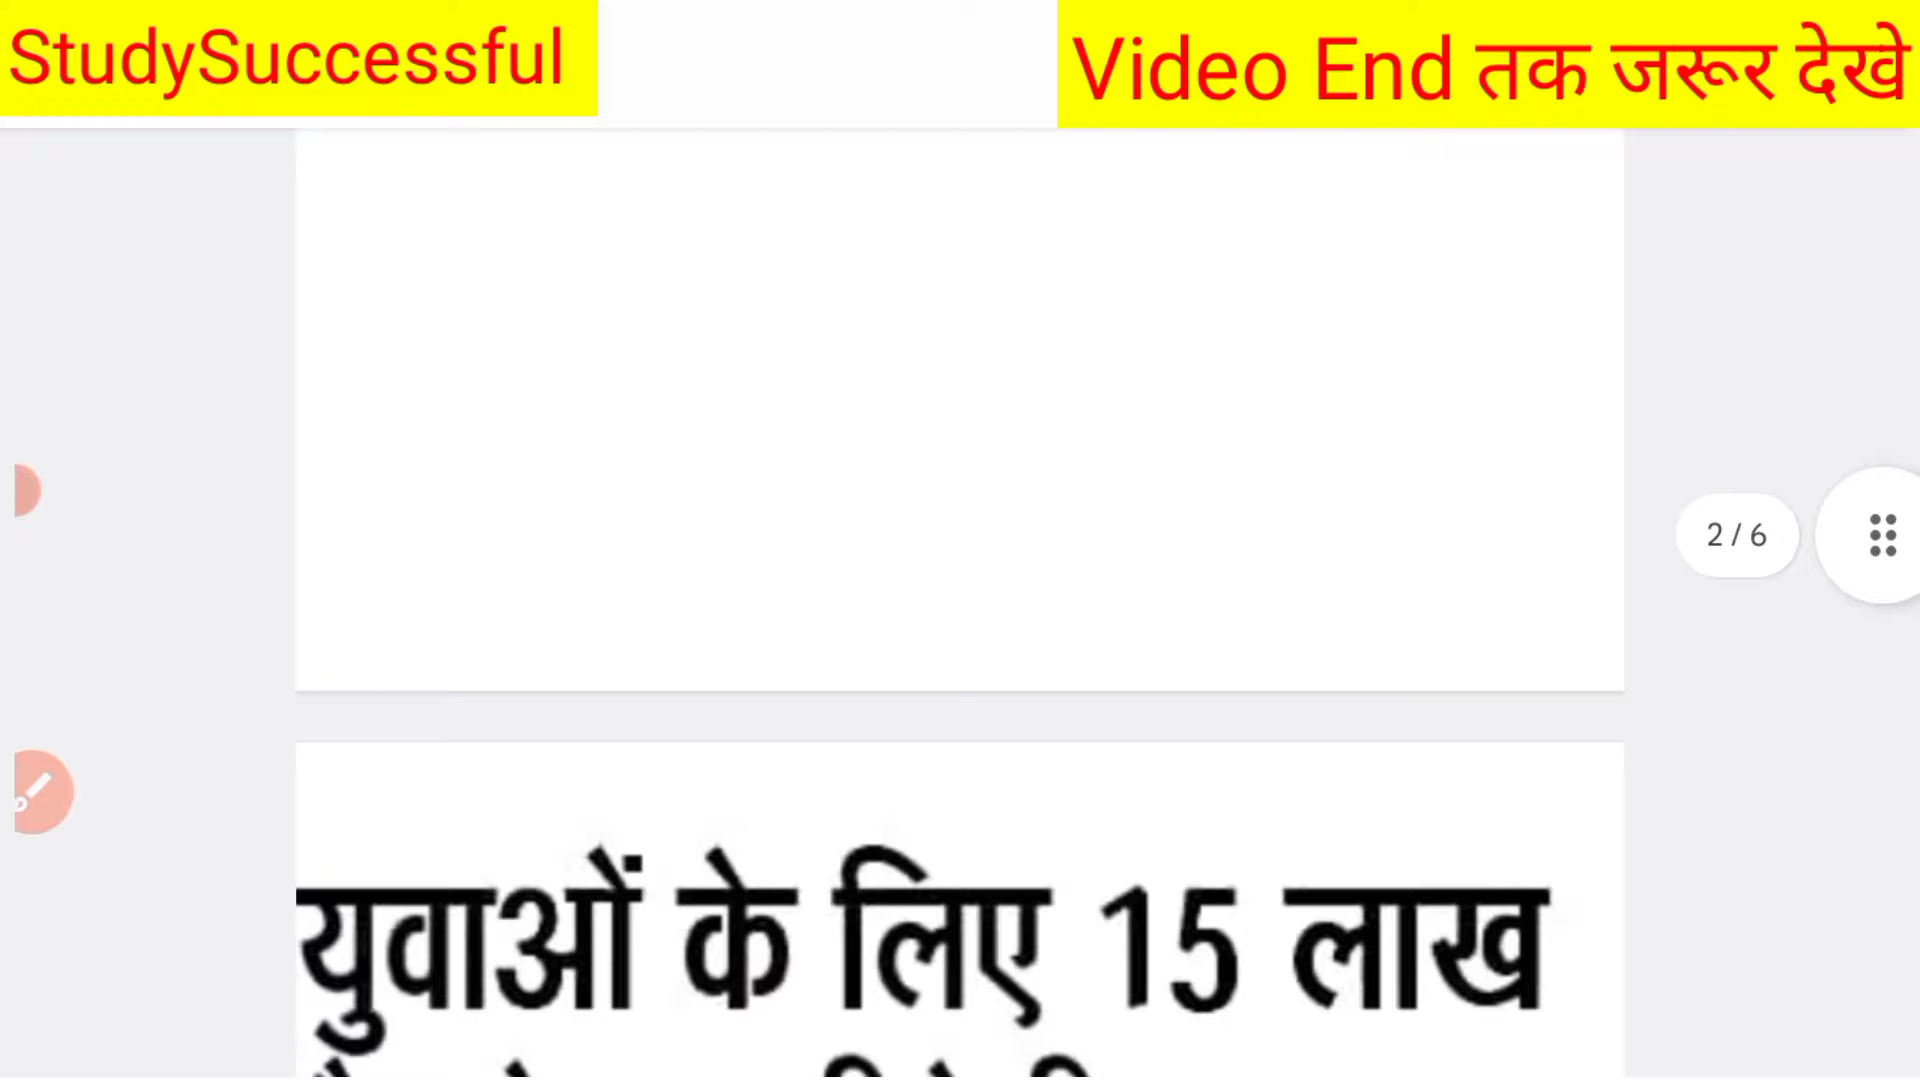 StudySuccessful
Video End तक जरूर देखे
2 / 6
युवाओं के लिए 15 लाख